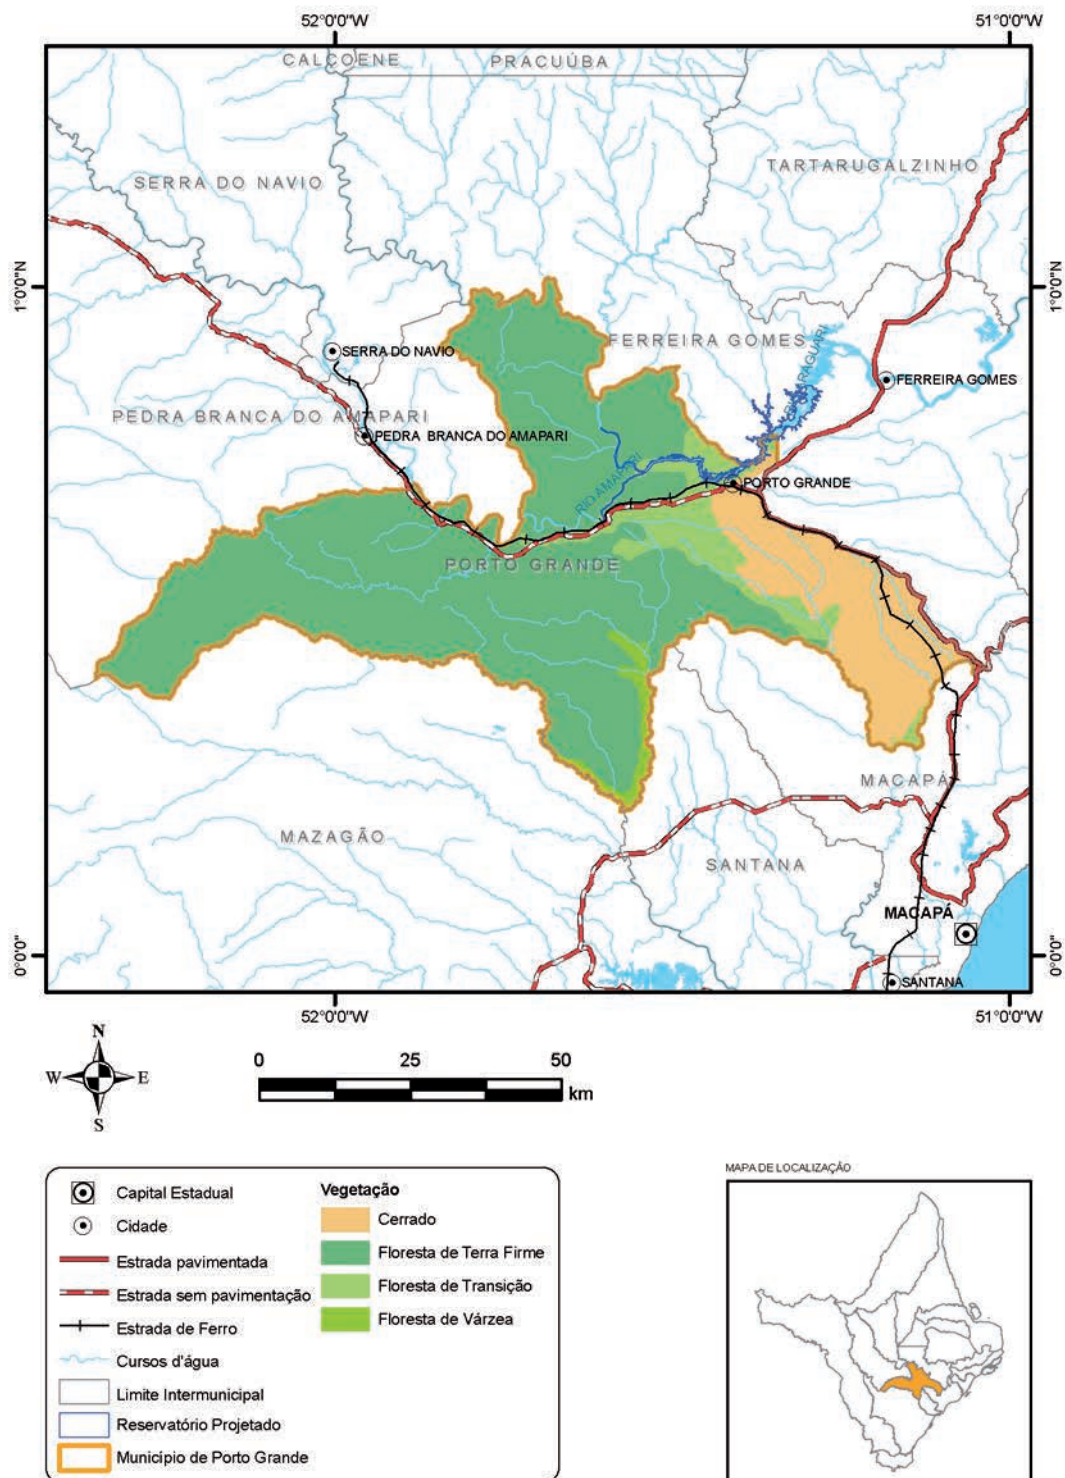 52°0'0"W
51°0'0"W
CALÇOENE
PRACUÚBA
TARTARUGALZINHO
SERRA DO NAVIO
1°0'0"N
1°0'0"N
FERREIRA GOMES
SERRA DO NAVIO
FERREIRA GOMES
PEDRA BRANCA DO AMAPARI
PEDRA BRANCA DO AMAPARI
RIO AMAPARI
PORTO GRANDE
PORTO GRANDE
MACAPÁ
MAZAGÃO
SANTANA
MACAPÁ
SANTANA
0°0'0"
0°0'0"
52°0'0"W
51°0'0"W
N
W
E
S
0
25
50
km
Capital Estadual
Cidade
Estrada pavimentada
Estrada sem pavimentação
Estrada de Ferro
Cursos d'água
Limite Intermunicipal
Reservatório Projetado
Município de Porto Grande
Vegetação
Cerrado
Floresta de Terra Firme
Floresta de Transição
Floresta de Várzea
MAPA DE LOCALIZAÇÃO